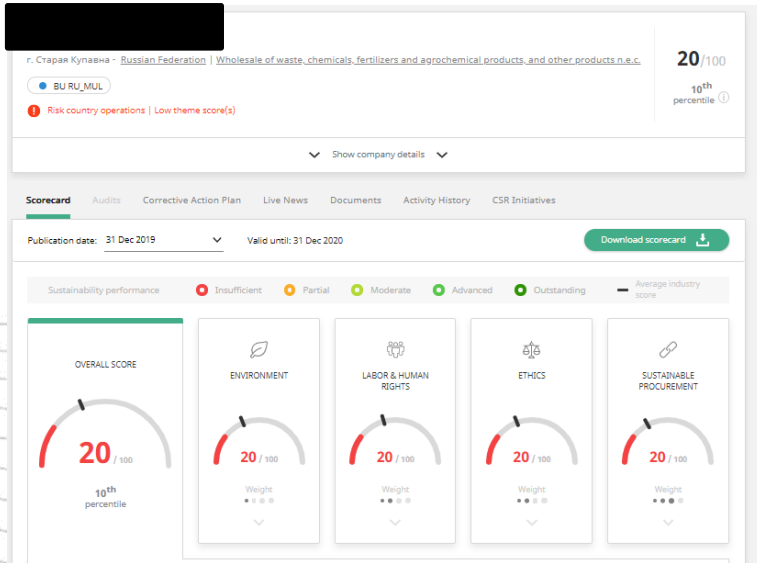 г. Старая Купавна - Russian Federation | Wholesale of waste, chemicals, fertilizers and agrochemical products, and other products n.e.c.
20/100
10th
percentile
BU RU_MUL
Risk country operations | Low theme score(s)
Show company details
Scorecard Audits Corrective Action Plan Live News Documents Activity History CSR Initiatives
Publication date: 31 Dec 2019 Valid until: 31 Dec 2020 Download scorecard
Sustainability performance Insufficient Partial Moderate Advanced Outstanding Average industry
score
OVERALL SCORE
20 / 100
10th
percentile
ENVIRONMENT
20 / 100
Weight
LABOR & HUMAN
RIGHTS
20 / 100
Weight
ETHICS
20 / 100
Weight
SUSTAINABLE
PROCUREMENT
20 / 100
Weight